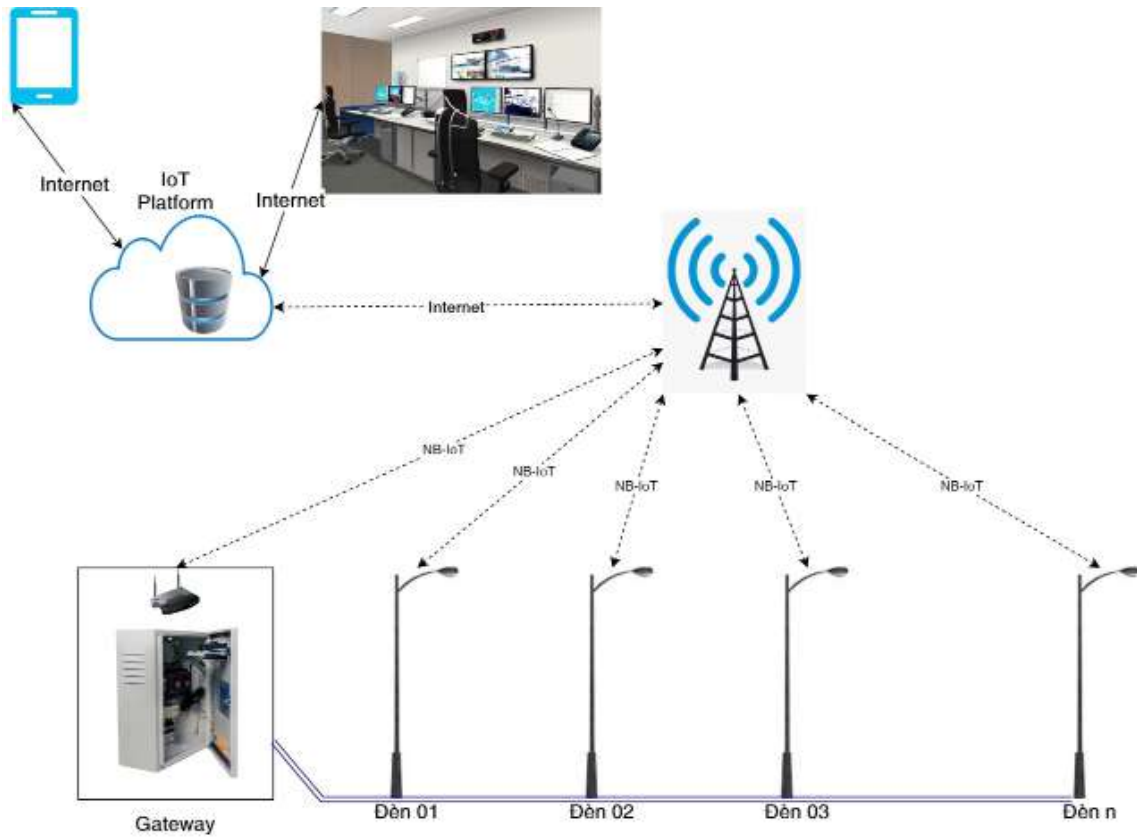 Internet
IoT
Platform
Internet
Internet
NB-IoT
NB-IoT
NB-IoT
NB-IoT
NB-IoT
Gateway
Đèn 01
Đèn 02
Đèn 03
Đèn n